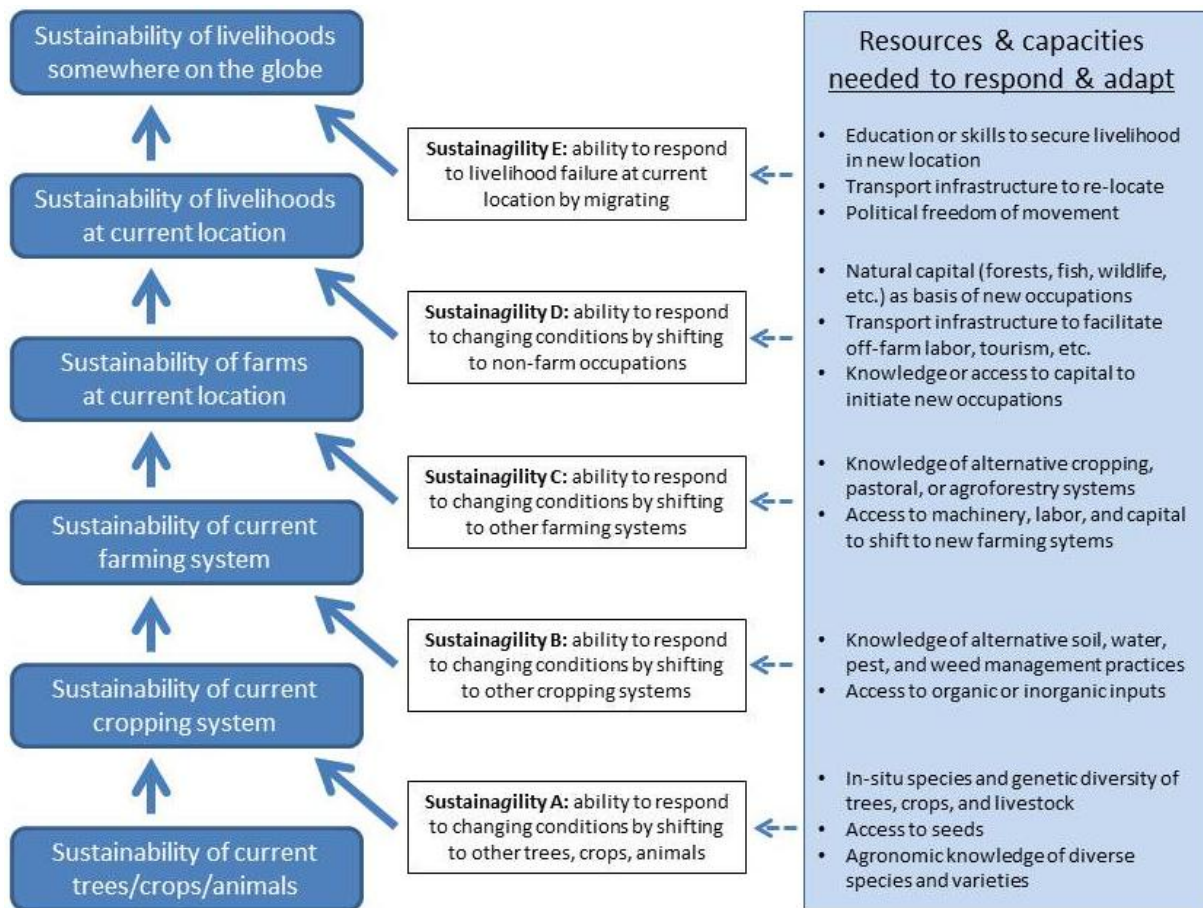 Sustainability of livelihoods
somewhere on the globe
Sustainability of livelihoods
at current location
Sustainability of farms
at current location
Sustainability of current
farming system
Sustainability of current
cropping system
Sustainability of current
trees/crops/animals
Sustainagility E: ability to respond
to livelihood failure at current
location by migrating
Sustainagility D: ability to respond
to changing conditions by shifting
to non-farm occupations
Sustainagility C: ability to respond
to changing conditions by shifting
to other farming systems
Sustainagility B: ability to respond
to changing conditions by shifting
to other cropping systems
Sustainagility A: ability to respond
to changing conditions by shifting
to other trees, crops, animals
Resources & capacities
needed to respond & adapt
• Education or skills to secure livelihood
in new location
• Transport infrastructure to re-locate
• Political freedom of movement
• Natural capital (forests, fish, wildlife,
etc.) as basis of new occupations
• Transport infrastructure to facilitate
off-farm labor, tourism, etc.
• Knowledge or access to capital to
initiate new occupations
• Knowledge of alternative cropping,
pastoral, or agroforestry systems
• Access to machinery, labor, and capital
to shift to new farming sytems
• Knowledge of alternative soil, water,
pest, and weed management practices
• Access to organic or inorganic inputs
• In-situ species and genetic diversity of
trees, crops, and livestock
• Access to seeds
• Agronomic knowledge of diverse
species and varieties